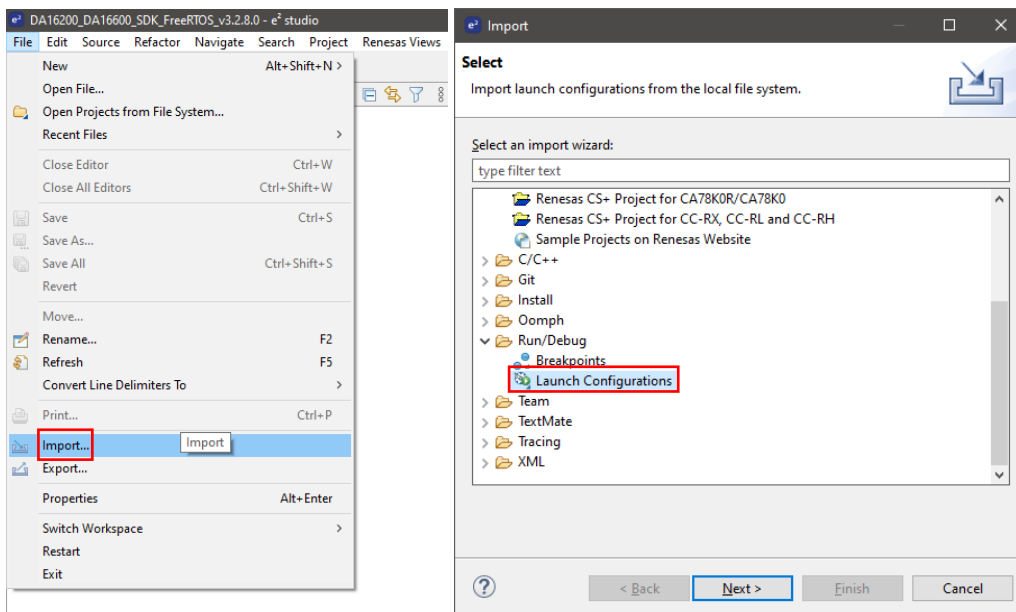 DA16200_DA16600_SDK_FreeRTOS_v3.2.8.0 - e² studio
File Edit Source Refactor Navigate Search Project Renesas Views
New Alt+Shift+N >
Open File...
Open Projects from File System...
Recent Files >
Close Editor Ctrl+W
Close All Editors Ctrl+Shift+W
Save Ctrl+S
Save As...
Save All Ctrl+Shift+S
Revert
Move...
Rename... F2
Refresh F5
Convert Line Delimiters To >
Print... Ctrl+P
Import... Import
Export...
Properties Alt+Enter
Switch Workspace >
Restart
Exit
e² Import
Select
Import launch configurations from the local file system.
Select an import wizard:
type filter text
Renesas CS+ Project for CA78K0R/CA78K0
Renesas CS+ Project for CC-RX, CC-RL and CC-RH
Sample Projects on Renesas Website
C/C++
Git
Install
Oomph
Run/Debug
Breakpoints
Launch Configurations
Team
TextMate
Tracing
XML
? < Back Next > Finish Cancel